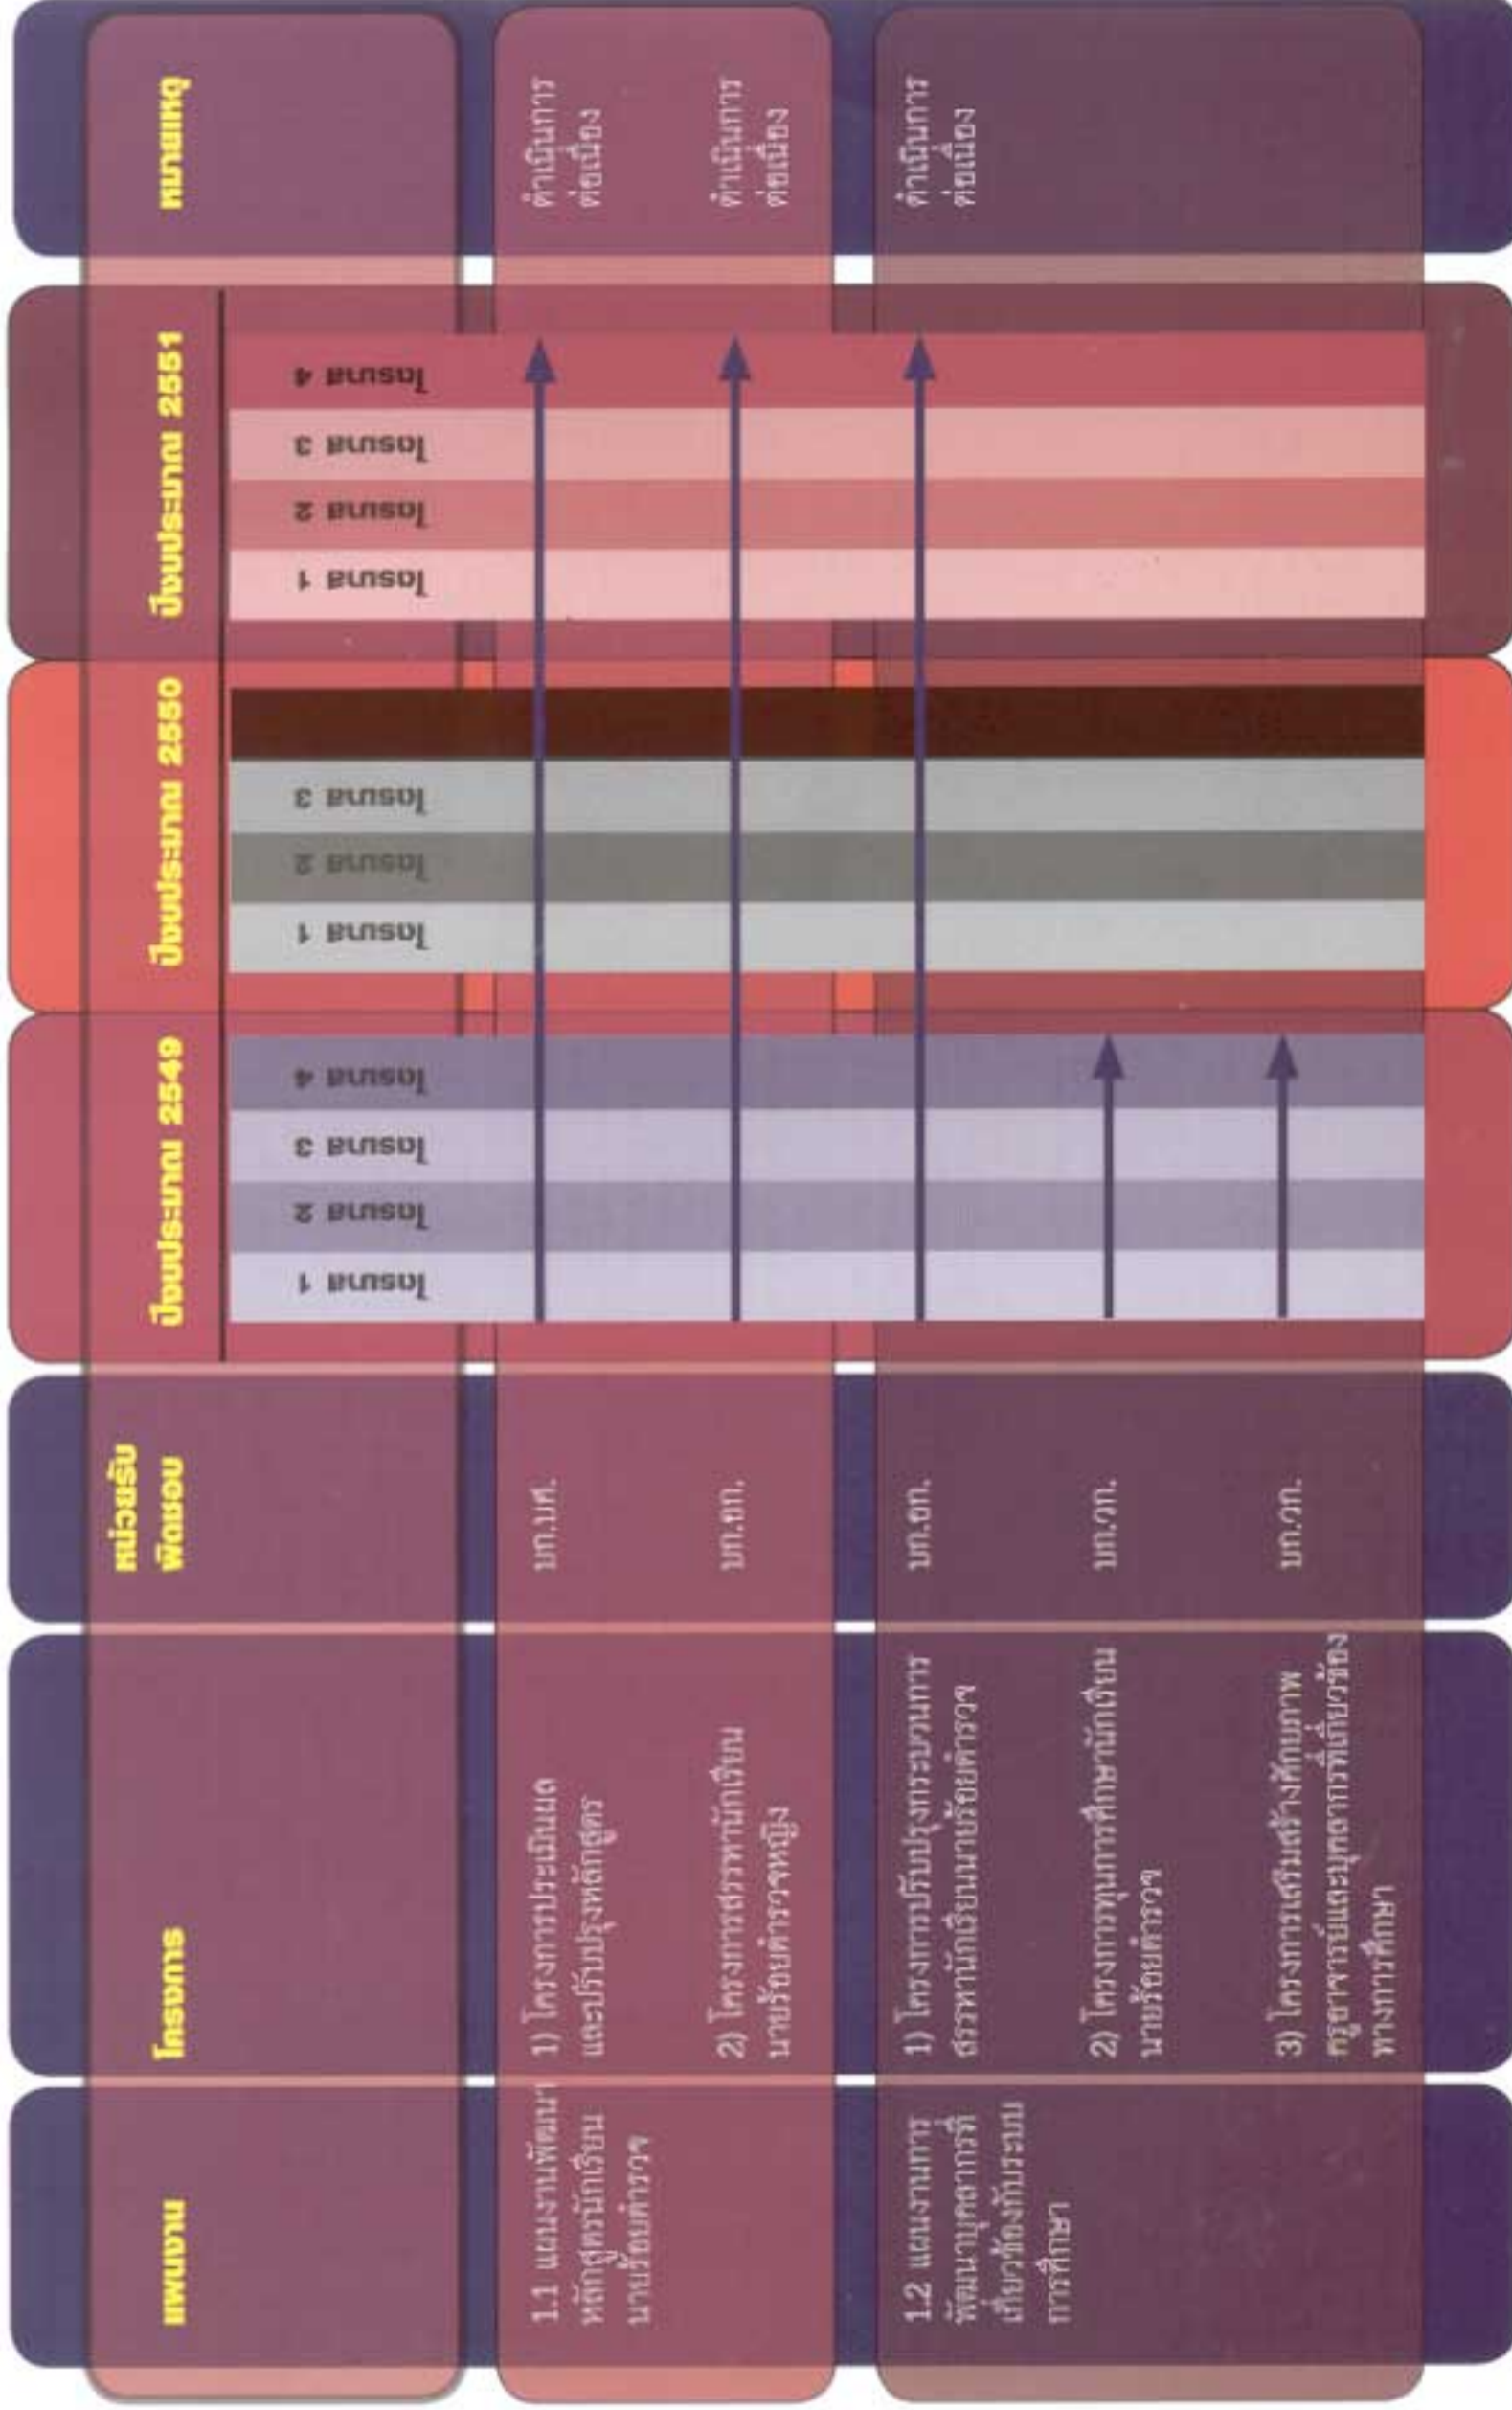 แผนงาน
โครงการ
หน่วยรับ
ผิดชอบ
ปีงบประมาณ 2549
ปีงบประมาณ 2550
ปีงบประมาณ 2551
หมายเหตุ
ไตรมาส 1
ไตรมาส 2
ไตรมาส 3
ไตรมาส 4
ไตรมาส 1
ไตรมาส 2
ไตรมาส 3
ไตรมาส 1
ไตรมาส 2
ไตรมาส 3
ไตรมาส 4
1.1 แผนงานพัฒนา
หลักสูตรนักเรียน
นายร้อยตำรวจ
1) โครงการประเมินผล
และปรับปรุงหลักสูตร
บก.บศ.
ดำเนินการ
ต่อเนื่อง
2) โครงการสรรหานักเรียน
นายร้อยตำรวจหญิง
บก.อก.
ดำเนินการ
ต่อเนื่อง
1.2 แผนงานการ
พัฒนาบุคลากรที่
เกี่ยวข้องกับระบบ
การศึกษา
1) โครงการปรับปรุงกระบวนการ
สรรหานักเรียนนายร้อยตำรวจ
บก.อก.
ดำเนินการ
ต่อเนื่อง
2) โครงการทุนการศึกษานักเรียน
นายร้อยตำรวจ
บก.วก.
3) โครงการเสริมสร้างศักยภาพ
ครูอาจารย์และบุคลากรที่เกี่ยวข้อง
ทางการศึกษา
บก.วก.